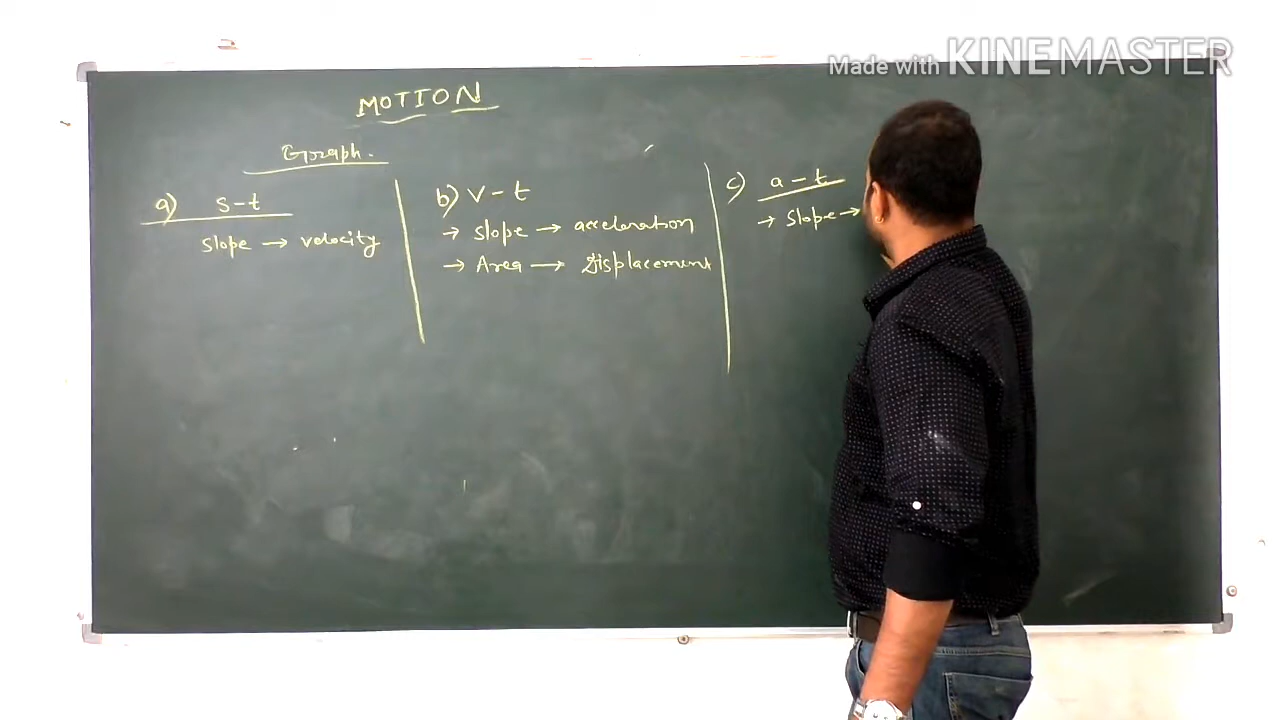 Made with KINEMASTER
MOTION
Graph.
a) s-t
slope → velocity
b) v-t
→ slope → acceleration
→ Area → displacement
c) a-t
→ slope →